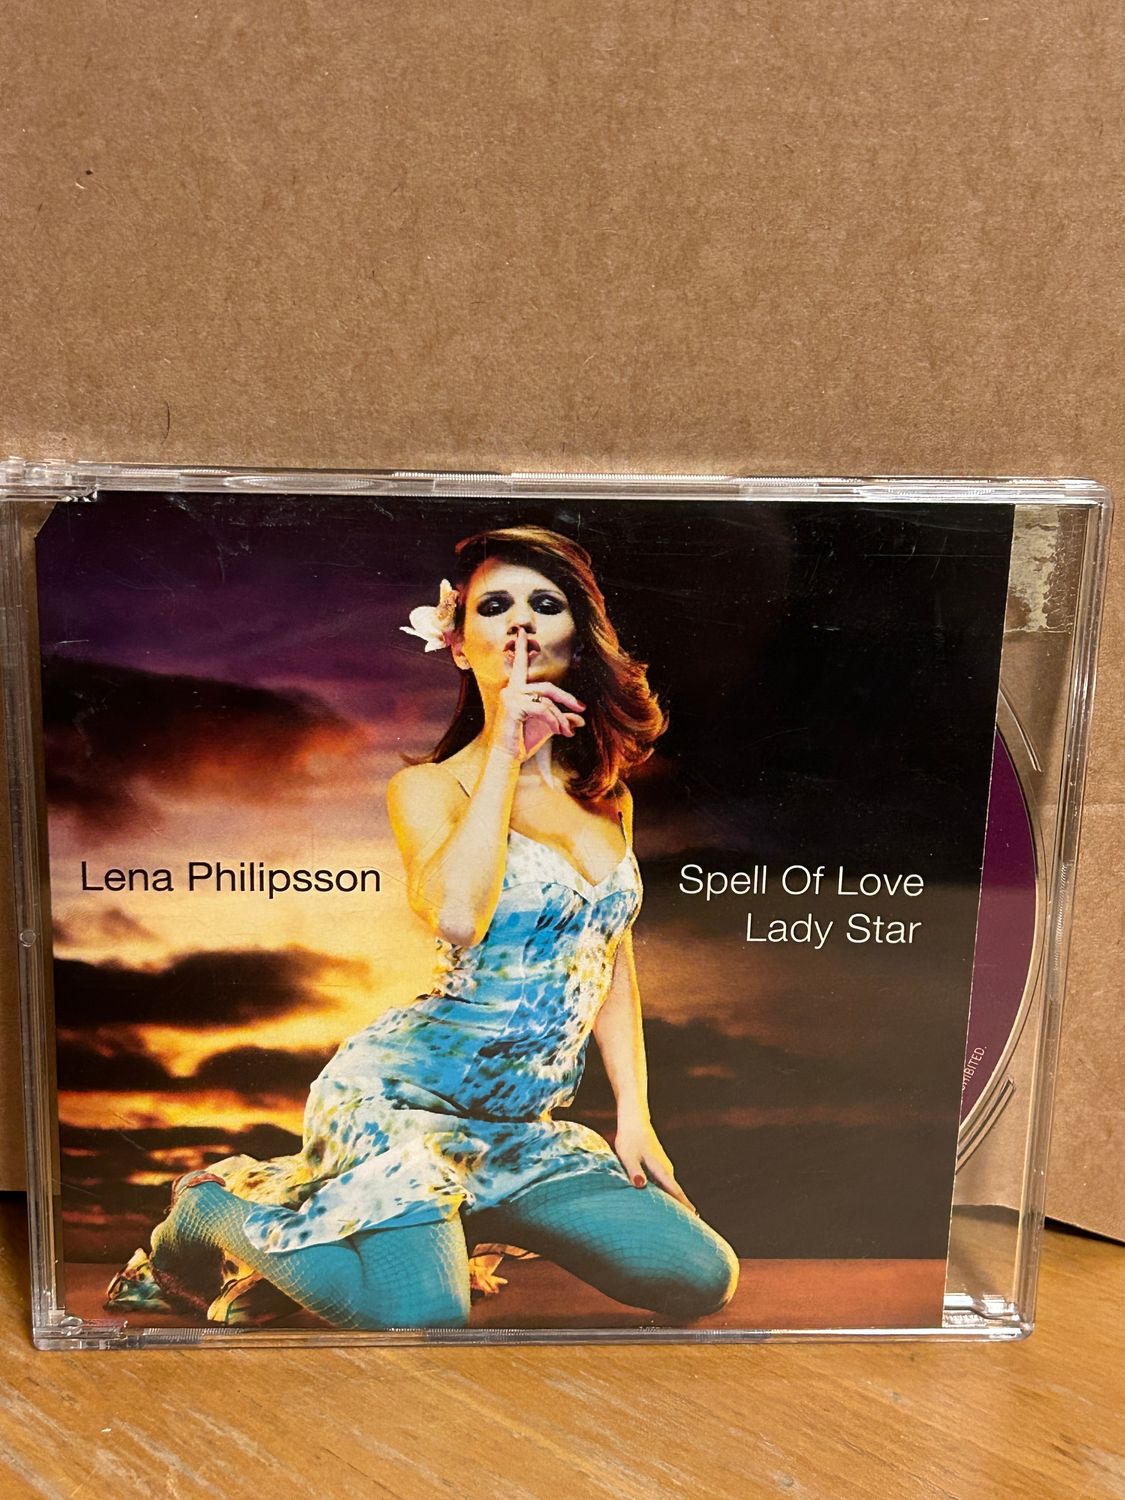 Lena Philipsson
Spell Of Love
Lady Star